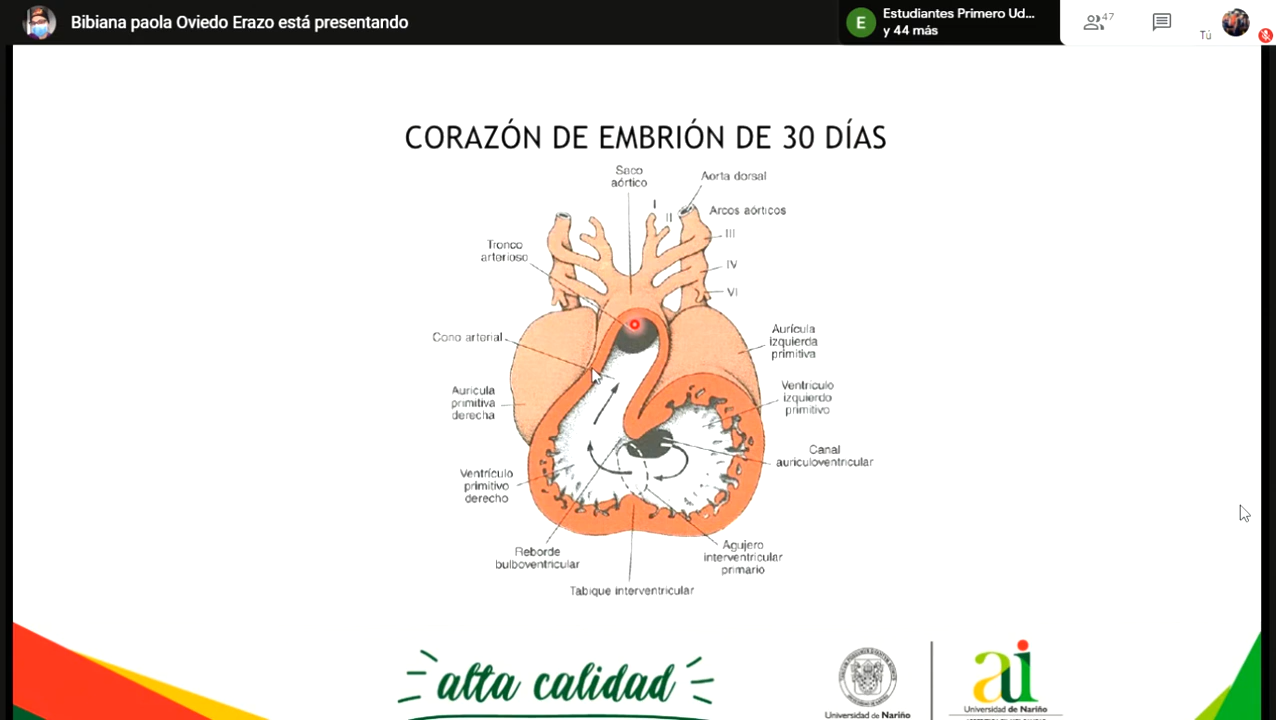 Bibiana paola Oviedo Erazo está presentando
E
Estudiantes Primero Ud...
y 44 más
47
Tú
CORAZÓN DE EMBRIÓN DE 30 DÍAS
Saco
aórtico
Aorta dorsal
I
II
Arcos aórticos
III
Tronco
arterioso
IV
VI
Cono arterial
Aurícula
izquierda
primitiva
Aurícula
primitiva
derecha
Ventrículo
izquierdo
primitivo
Canal
auriculoventricular
Ventrículo
primitivo
derecho
Reborde
bulboventricular
Agujero
interventricular
primario
Tabique interventricular
alta calidad
ai
Universidad de Nariño
Universidad de Nariño